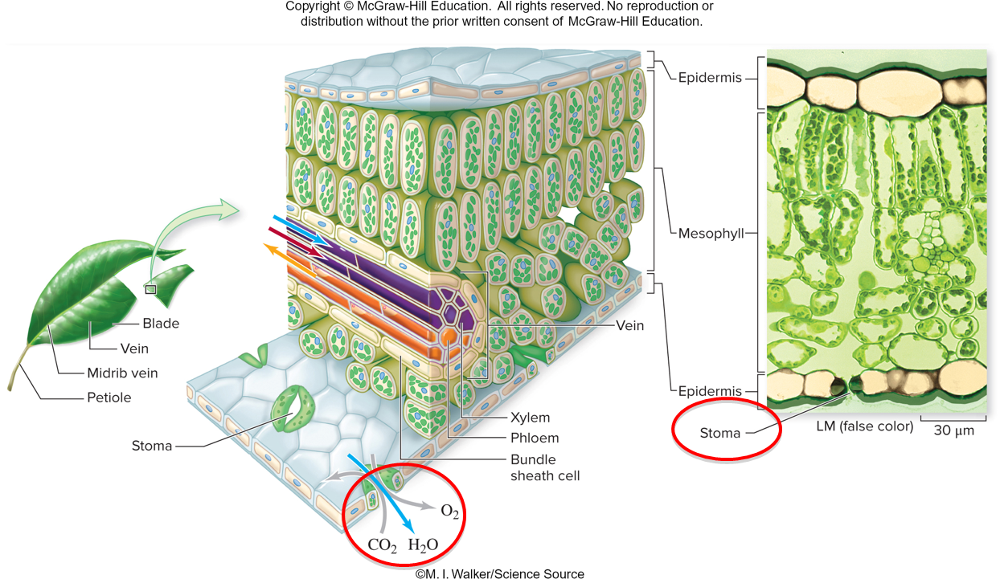 Copyright © McGraw-Hill Education. All rights reserved. No reproduction or
distribution without the prior written consent of McGraw-Hill Education.
Epidermis
Mesophyll
Blade
Vein
Vein
Midrib vein
Petiole
Epidermis
Xylem
Stoma
LM (false color)
30 µm
Phloem
Stoma
Bundle
sheath cell
O₂
CO₂
H₂O
©M. I. Walker/Science Source